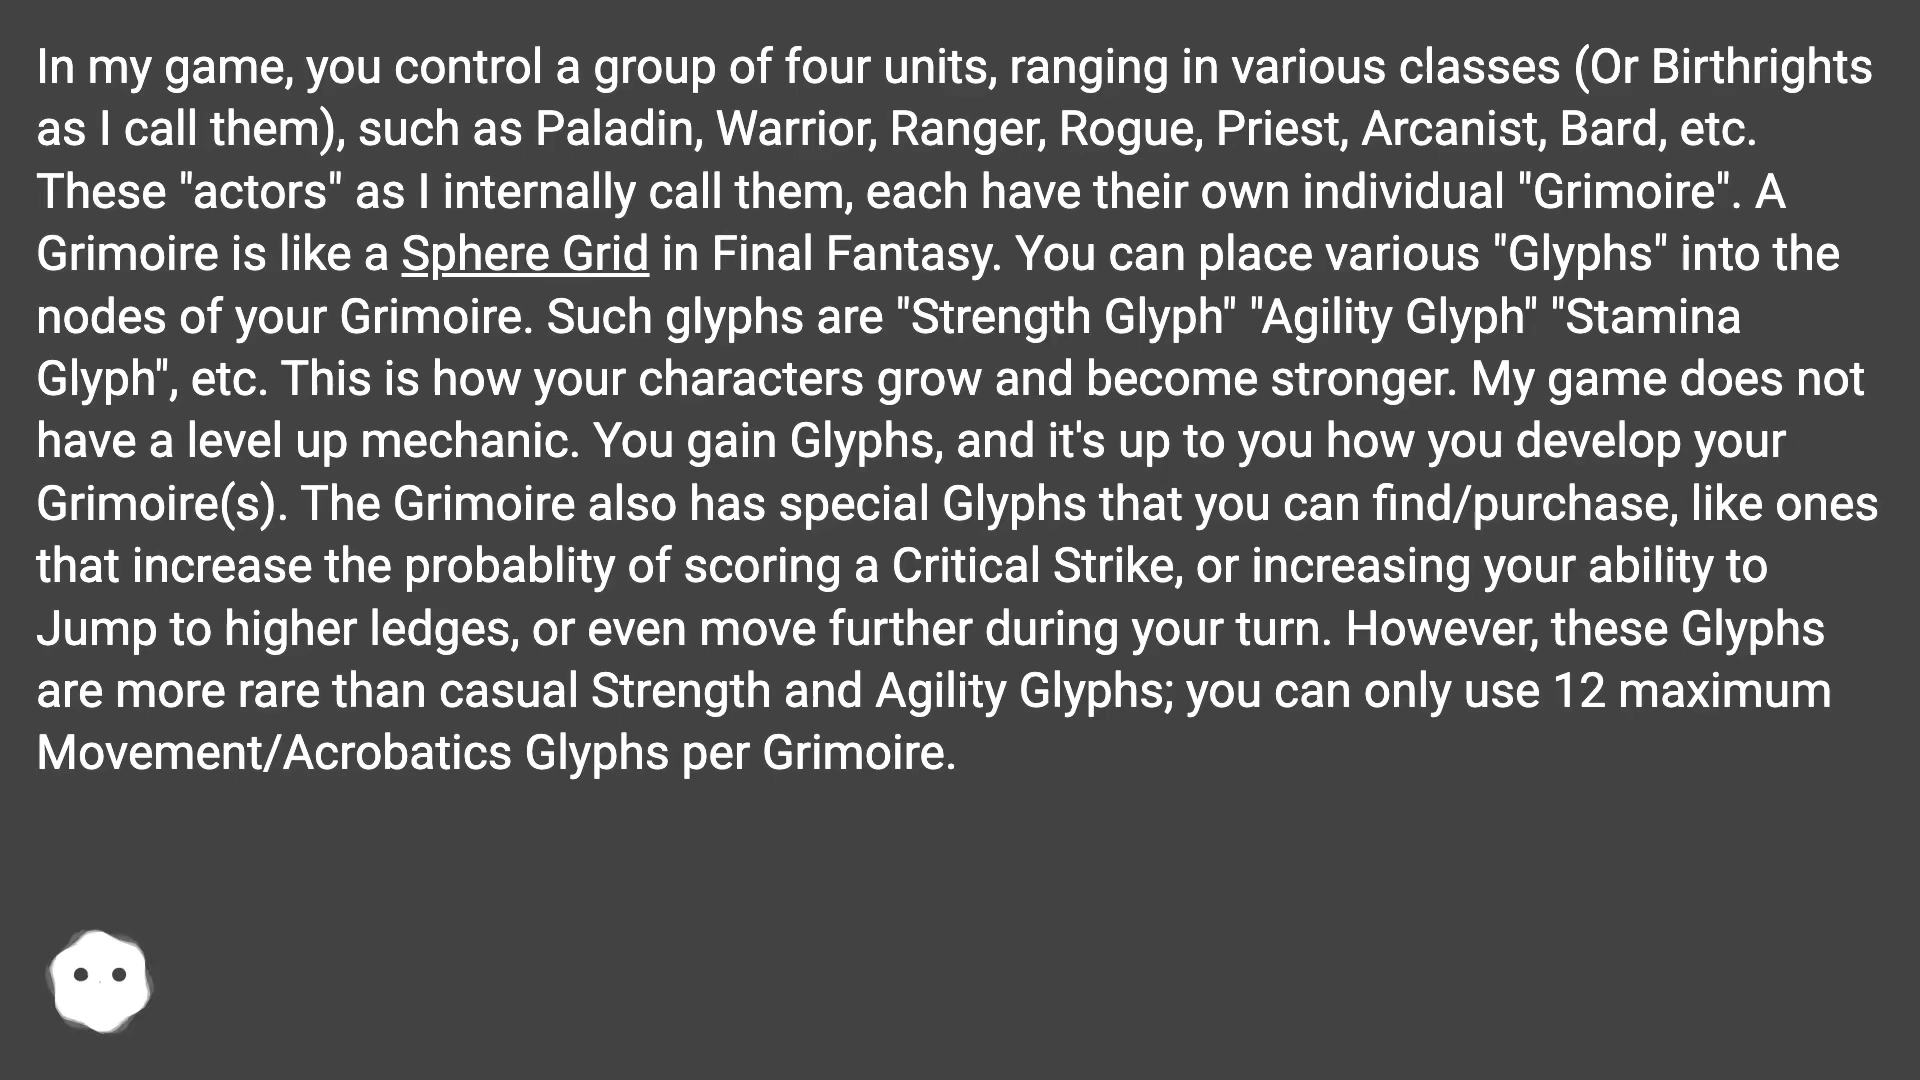 In my game, you control a group of four units, ranging in various classes (Or Birthrights
as I call them), such as Paladin, Warrior, Ranger, Rogue, Priest, Arcanist, Bard, etc.
These "actors" as I internally call them, each have their own individual "Grimoire". A
Grimoire is like a Sphere Grid in Final Fantasy. You can place various "Glyphs" into the
nodes of your Grimoire. Such glyphs are "Strength Glyph" "Agility Glyph" "Stamina
Glyph", etc. This is how your characters grow and become stronger. My game does not
have a level up mechanic. You gain Glyphs, and it's up to you how you develop your
Grimoire(s). The Grimoire also has special Glyphs that you can find/purchase, like ones
that increase the probablity of scoring a Critical Strike, or increasing your ability to
Jump to higher ledges, or even move further during your turn. However, these Glyphs
are more rare than casual Strength and Agility Glyphs; you can only use 12 maximum
Movement/Acrobatics Glyphs per Grimoire.